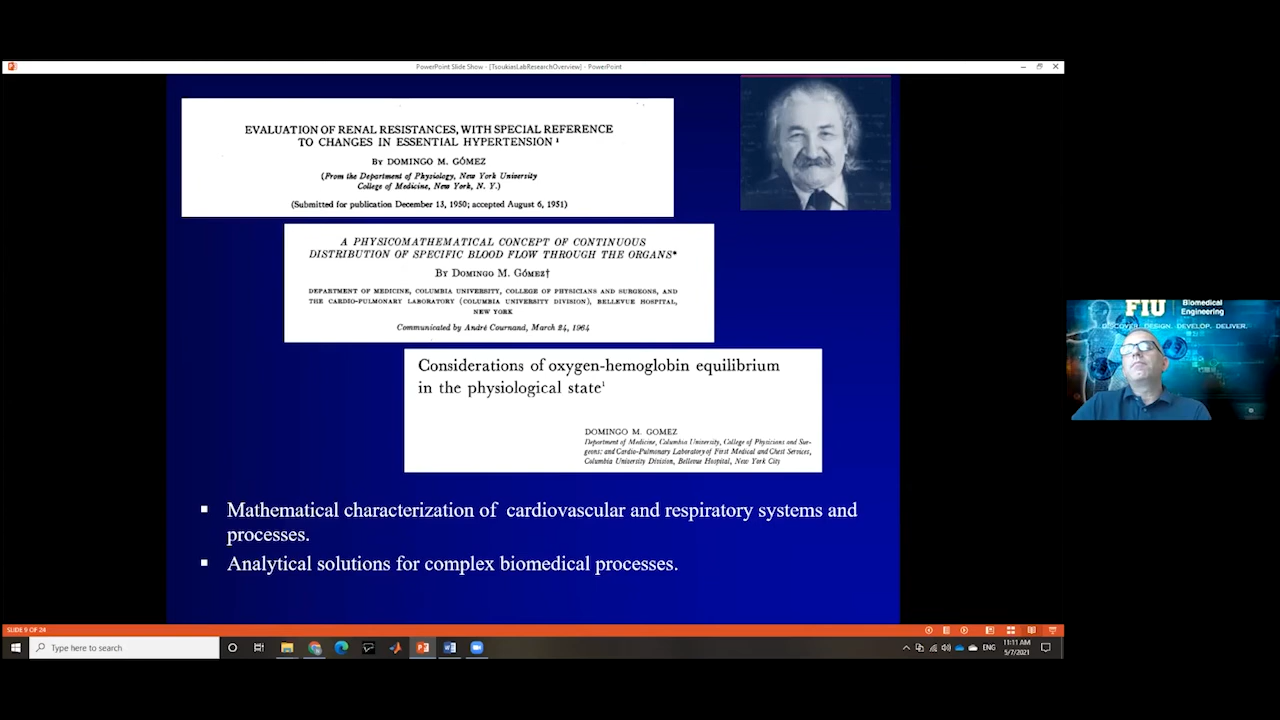 PowerPoint Slide Show - [TsoukiasLabResearchOverview] - PowerPoint
EVALUATION OF RENAL RESISTANCES, WITH SPECIAL REFERENCE
TO CHANGES IN ESSENTIAL HYPERTENSION ¹
BY DOMINGO M. GÓMEZ
(From the Department of Physiology, New York University
College of Medicine, New York, N. Y.)
(Submitted for publication December 13, 1950; accepted August 6, 1951)
A PHYSICOMATHEMATICAL CONCEPT OF CONTINUOUS
DISTRIBUTION OF SPECIFIC BLOOD FLOW THROUGH THE ORGANS*
BY DOMINGO M. GÓMEZ†
DEPARTMENT OF MEDICINE, COLUMBIA UNIVERSITY, COLLEGE OF PHYSICIANS AND SURGEONS, AND
THE CARDIO-PULMONARY LABORATORY (COLUMBIA UNIVERSITY DIVISION), BELLEVUE HOSPITAL,
NEW YORK
Communicated by André Cournand, March 24, 1964
Considerations of oxygen-hemoglobin equilibrium
in the physiological state¹
DOMINGO M. GOMEZ
Department of Medicine, Columbia University, College of Physicians and Sur-
geons; and Cardio-Pulmonary Laboratory of First Medical and Chest Services,
Columbia University Division, Bellevue Hospital, New York City
▪ Mathematical characterization of cardiovascular and respiratory systems and
processes.
▪ Analytical solutions for complex biomedical processes.
FIU Biomedical
Engineering
DISCOVER. DESIGN. DEVELOP. DELIVER.
SLIDE 9 OF 24
Type here to search
ENG
11:11 AM
5/7/2021